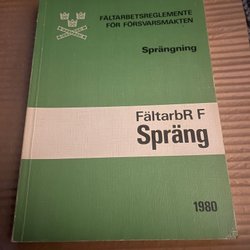 FÄLTARBETSREGLEMENTE
FÖR FÖRSVARSMAKTEN
Sprängning
FältarbR F
Spräng
1980